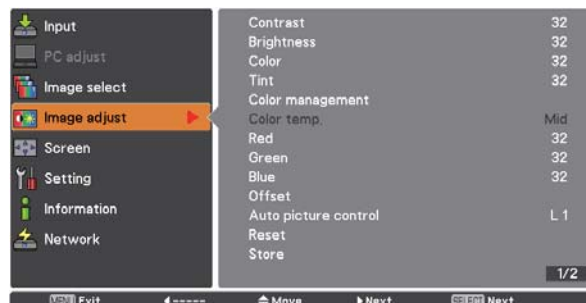 Input
PC adjust
Image select
Image adjust
Screen
Setting
Information
Network
Contrast 32
Brightness 32
Color 32
Tint 32
Color management
Color temp. Mid
Red 32
Green 32
Blue 32
Offset
Auto picture control L 1
Reset
Store
1/2
MENU Exit ----- Move Next SELECT Next